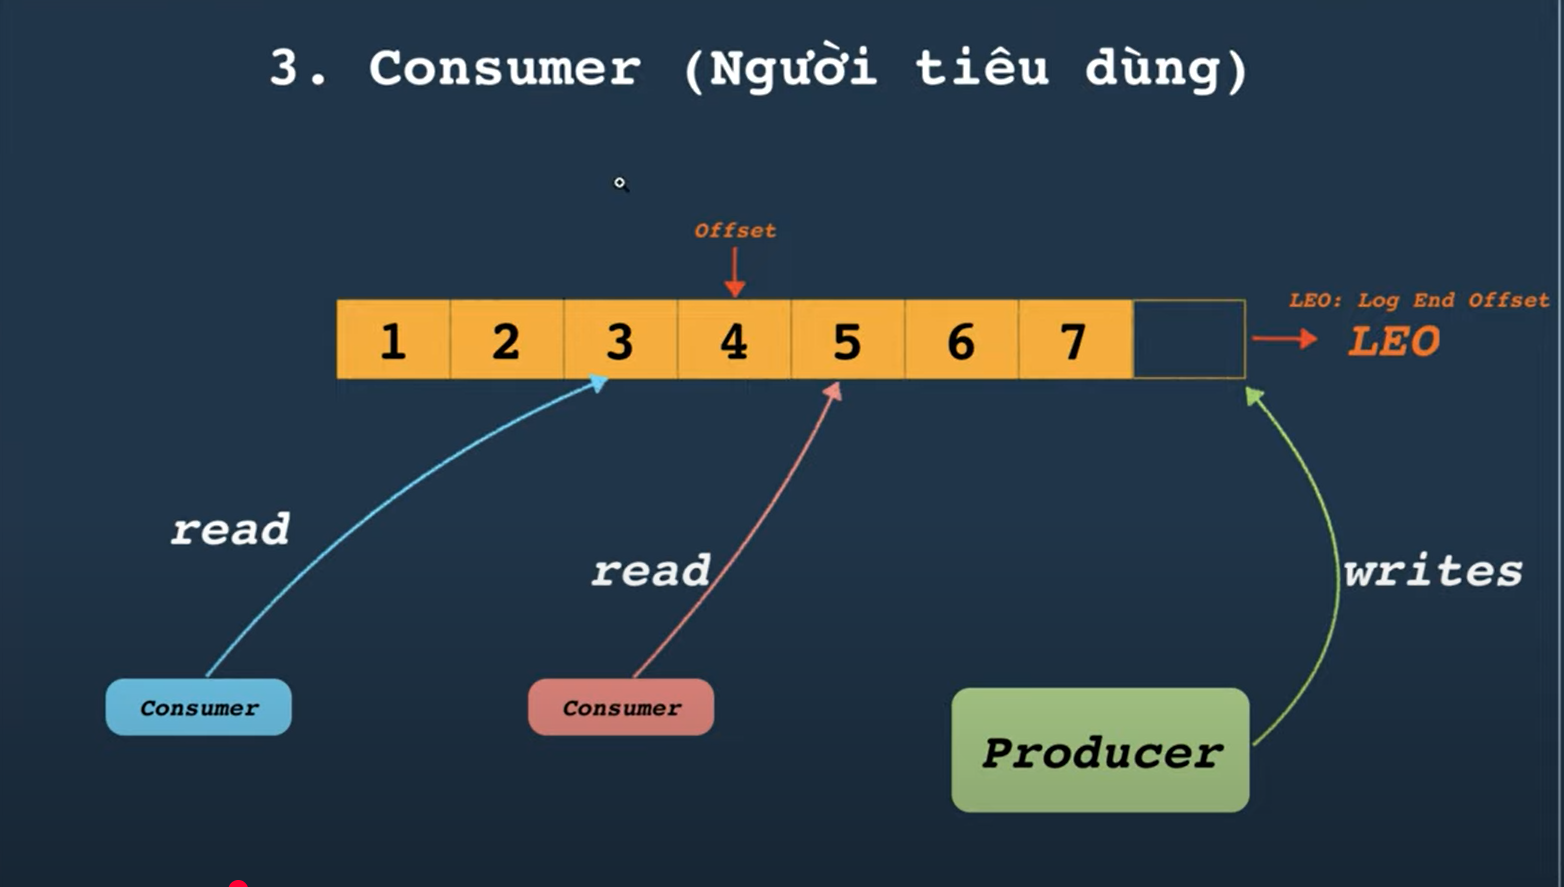 3. Consumer (Người tiêu dùng)
Offset
LEO: Log End Offset
1 2 3 4 5 6 7
LEO
read
read
writes
Consumer
Consumer
Producer